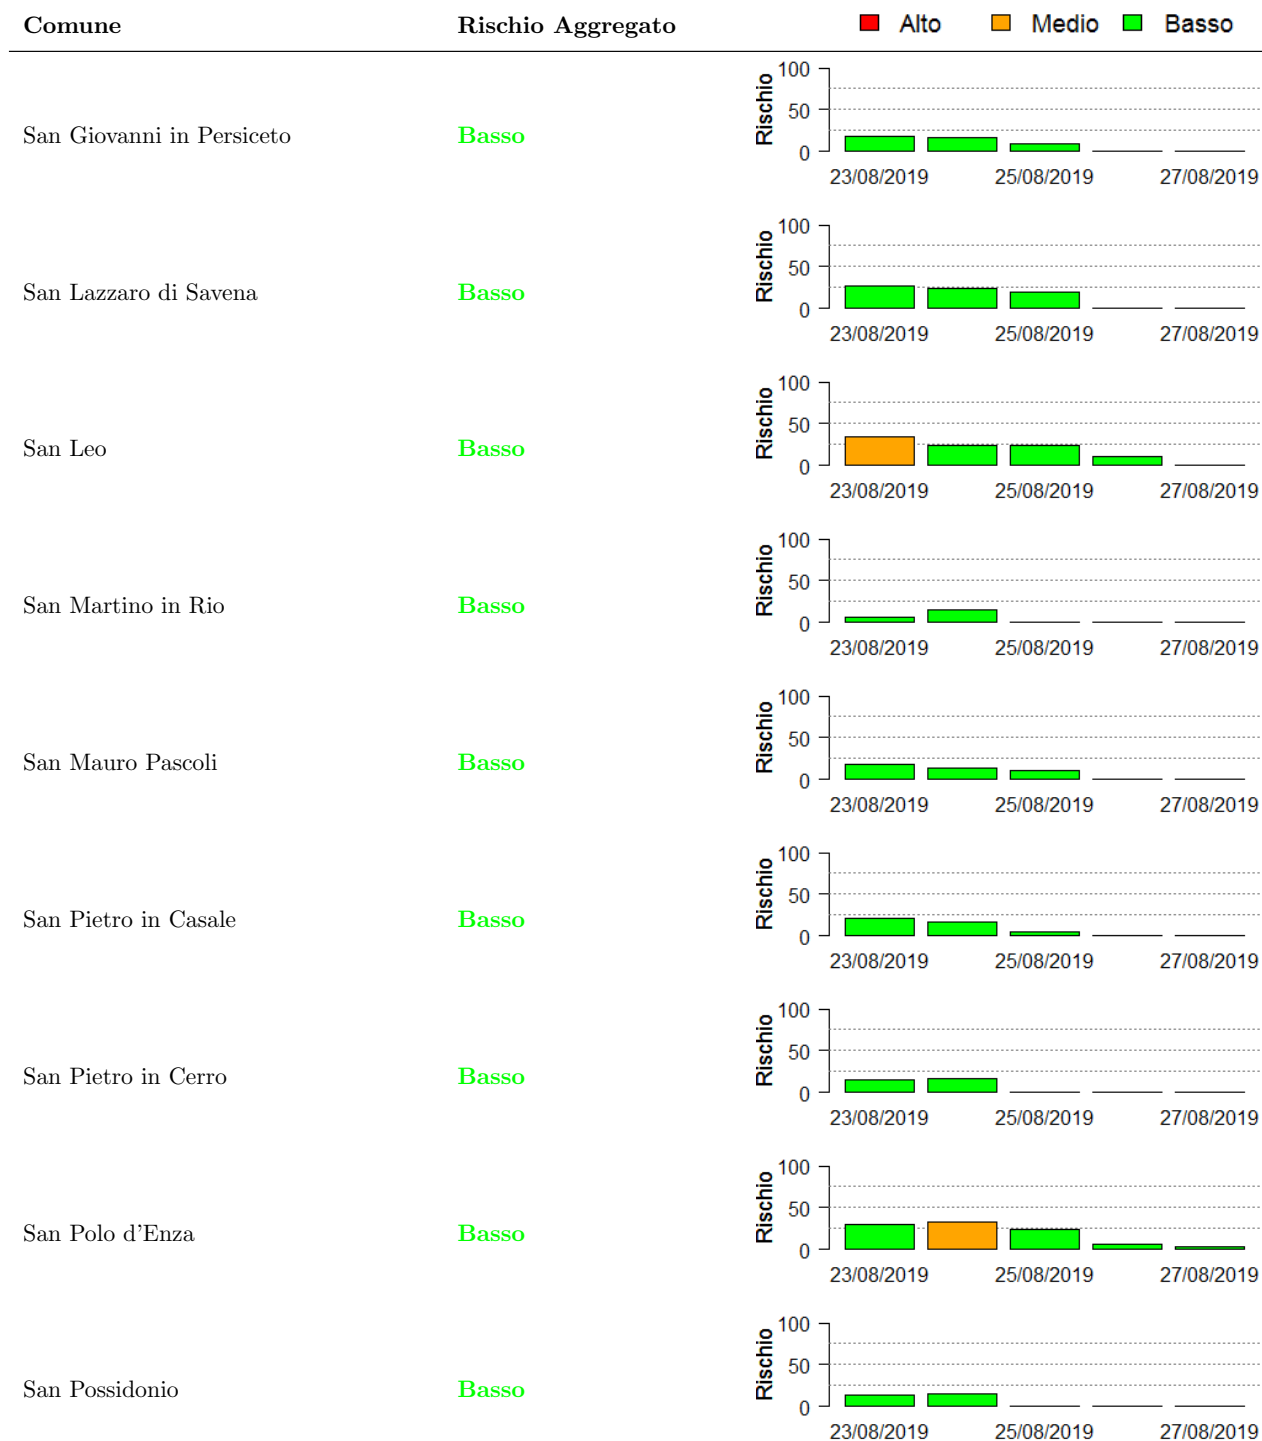 Comune Rischio Aggregato Alto Medio Basso
San Giovanni in Persiceto Basso
Rischio
100
50
0
23/08/2019 25/08/2019 27/08/2019
San Lazzaro di Savena Basso
Rischio
100
50
0
23/08/2019 25/08/2019 27/08/2019
San Leo Basso
Rischio
100
50
0
23/08/2019 25/08/2019 27/08/2019
San Martino in Rio Basso
Rischio
100
50
0
23/08/2019 25/08/2019 27/08/2019
San Mauro Pascoli Basso
Rischio
100
50
0
23/08/2019 25/08/2019 27/08/2019
San Pietro in Casale Basso
Rischio
100
50
0
23/08/2019 25/08/2019 27/08/2019
San Pietro in Cerro Basso
Rischio
100
50
0
23/08/2019 25/08/2019 27/08/2019
San Polo d'Enza Basso
Rischio
100
50
0
23/08/2019 25/08/2019 27/08/2019
San Possidonio Basso
Rischio
100
50
0
23/08/2019 25/08/2019 27/08/2019